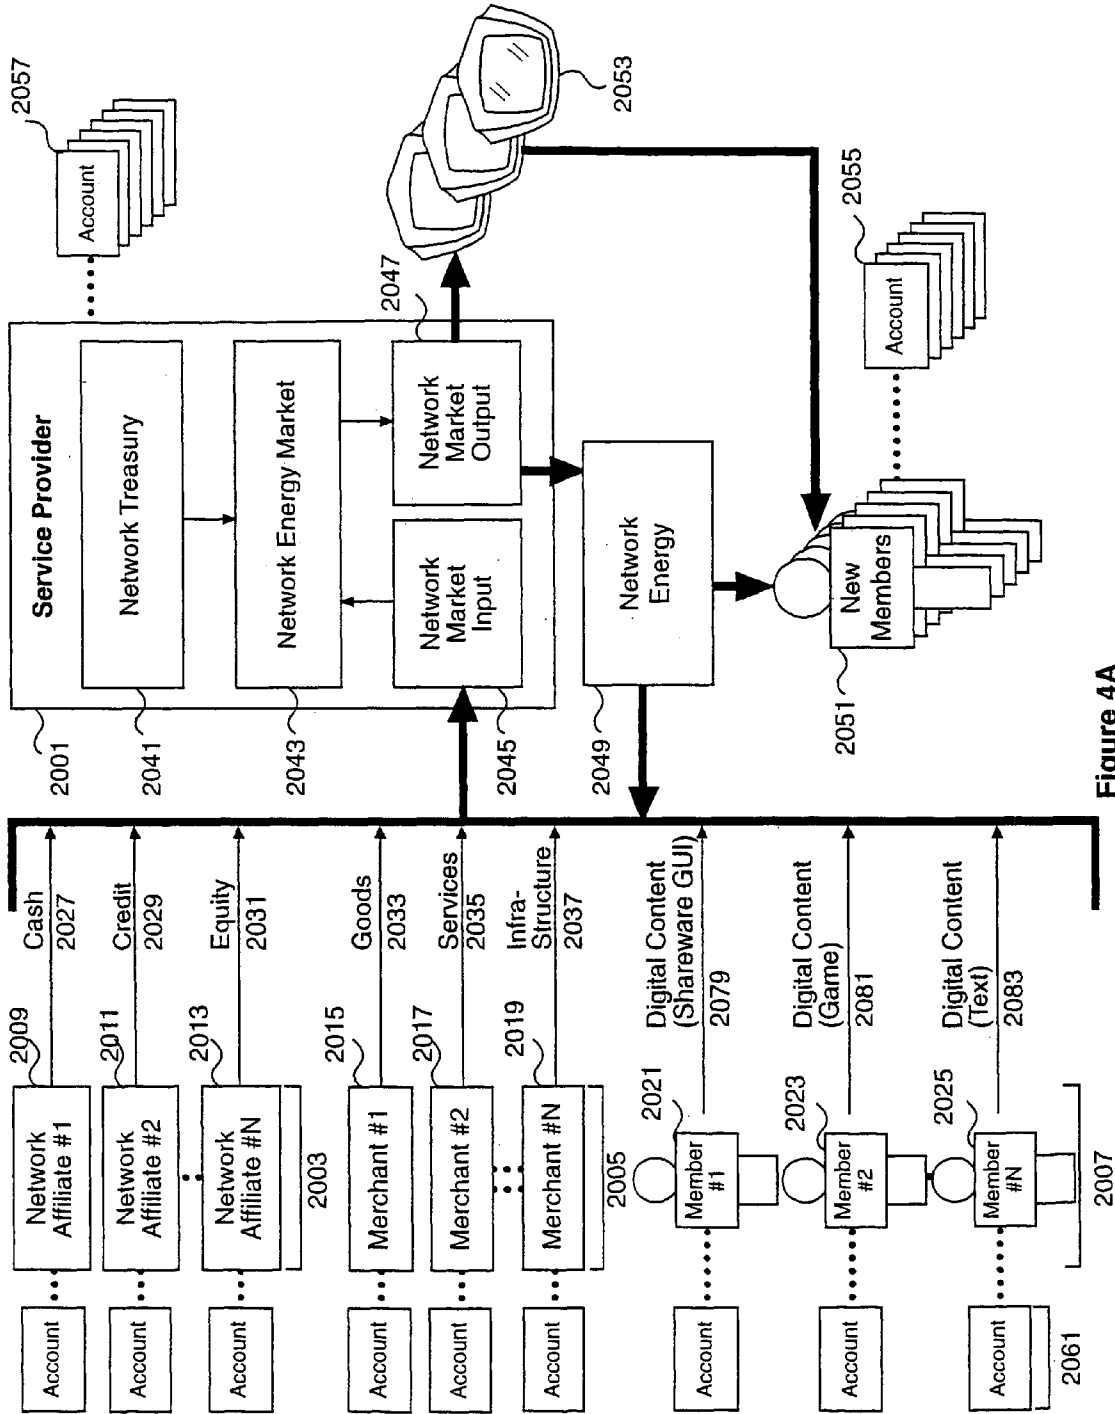 Account
Network
Affiliate #1
2009
Cash
2027
Account
Network
Affiliate #2
2011
Credit
2029
Account
Network
Affiliate #N
2013
Equity
2031
2003
Account
Merchant #1
2015
Goods
2033
Account
Merchant #2
2017
Services
2035
Account
Merchant #N
2019
Infra-
Structure
2037
2005
Account
Member
#1
2021
Digital Content
(Shareware GUI)
2079
Account
Member
#2
2023
Digital Content
(Game)
2081
Account
Member
#N
2025
Digital Content
(Text)
2083
2061
2007
2001
Service Provider
2041
Network Treasury
2043
Network Energy Market
2045
Network
Market
Input
Network
Market
Output
2047
2049
Network
Energy
2051
New
Members
Account
2057
2053
Account
2055
Figure 4A